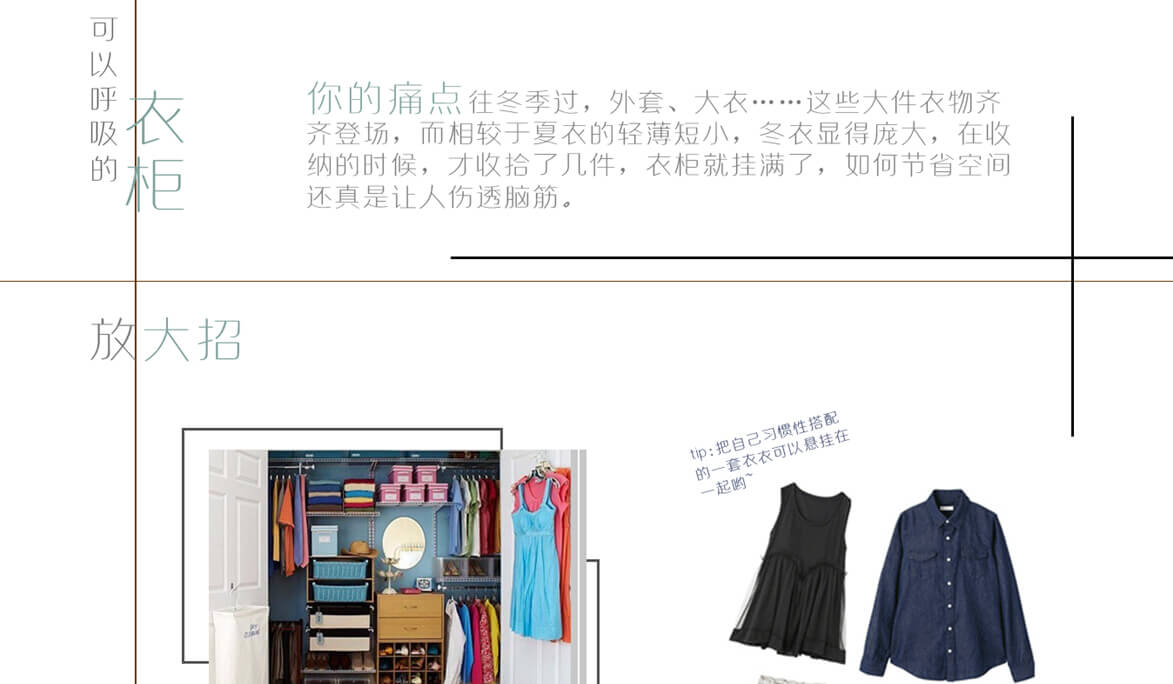 可以呼吸的
衣柜
你的痛点往冬季过，外套、大衣……这些大件衣物齐
齐登场，而相较于夏衣的轻薄短小，冬衣显得庞大，在收
纳的时候，才收拾了几件，衣柜就挂满了，如何节省空间
还真是让人伤透脑筋。
放大招
tip:把自己习惯性搭配
的一套衣衣可以悬挂在
一起哟~